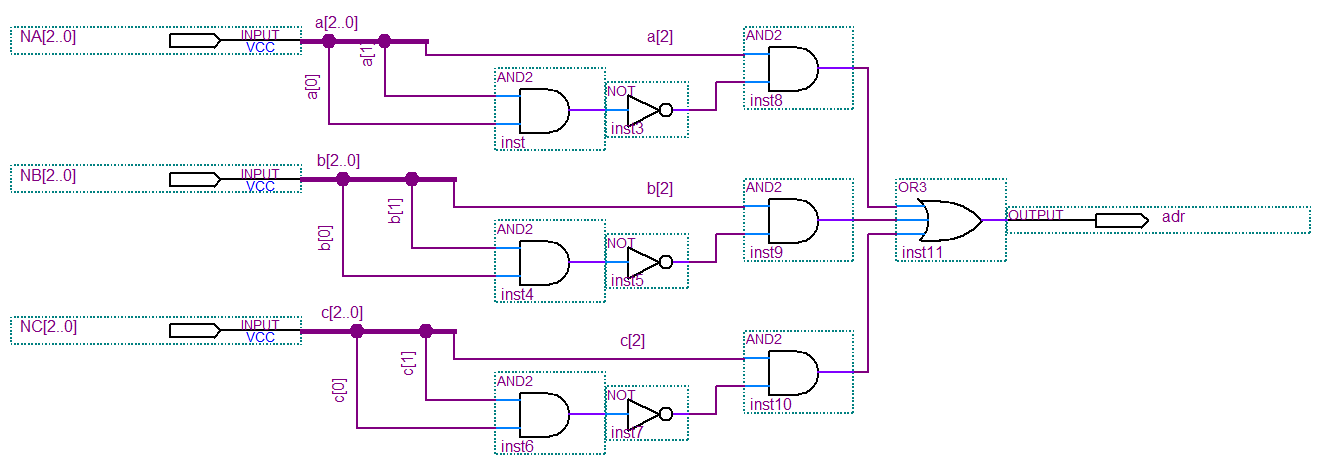 NA[2..0]
INPUT
VCC
a[2..0]
a[1]
a[0]
a[2]
AND2
inst8
AND2
inst
NOT
inst3
NB[2..0]
INPUT
VCC
b[2..0]
b[1]
b[0]
b[2]
AND2
inst9
AND2
inst4
NOT
inst5
OR3
inst11
OUTPUT
adr
NC[2..0]
INPUT
VCC
c[2..0]
c[1]
c[0]
c[2]
AND2
inst10
AND2
inst6
NOT
inst7